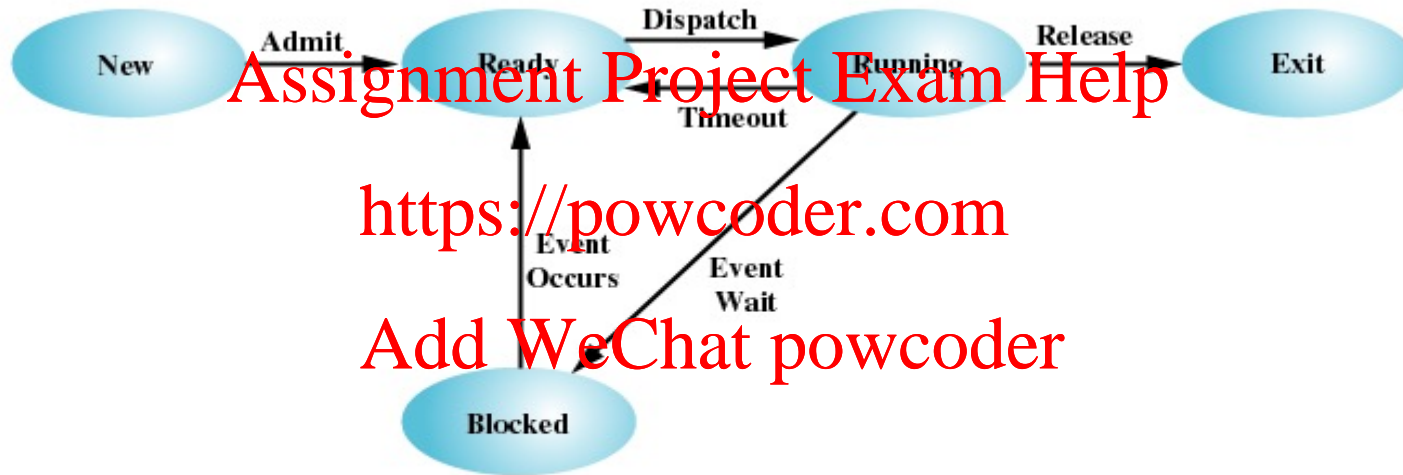 Dispatch
Admit
Release
New
Ready
Running
Exit
Assignment Project Exam Help
Timeout
https://powcoder.com
Event
Occurs
Event
Wait
Add WeChat powcoder
Blocked